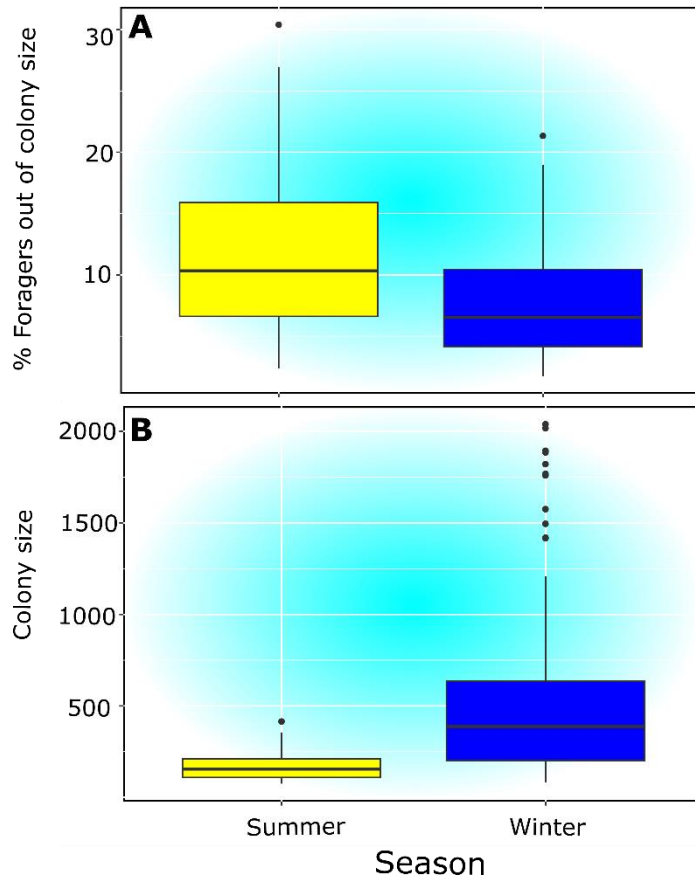 A
% Foragers out of colony size
30
20
10
B
Colony size
2000
1500
1000
500
Summer
Winter
Season